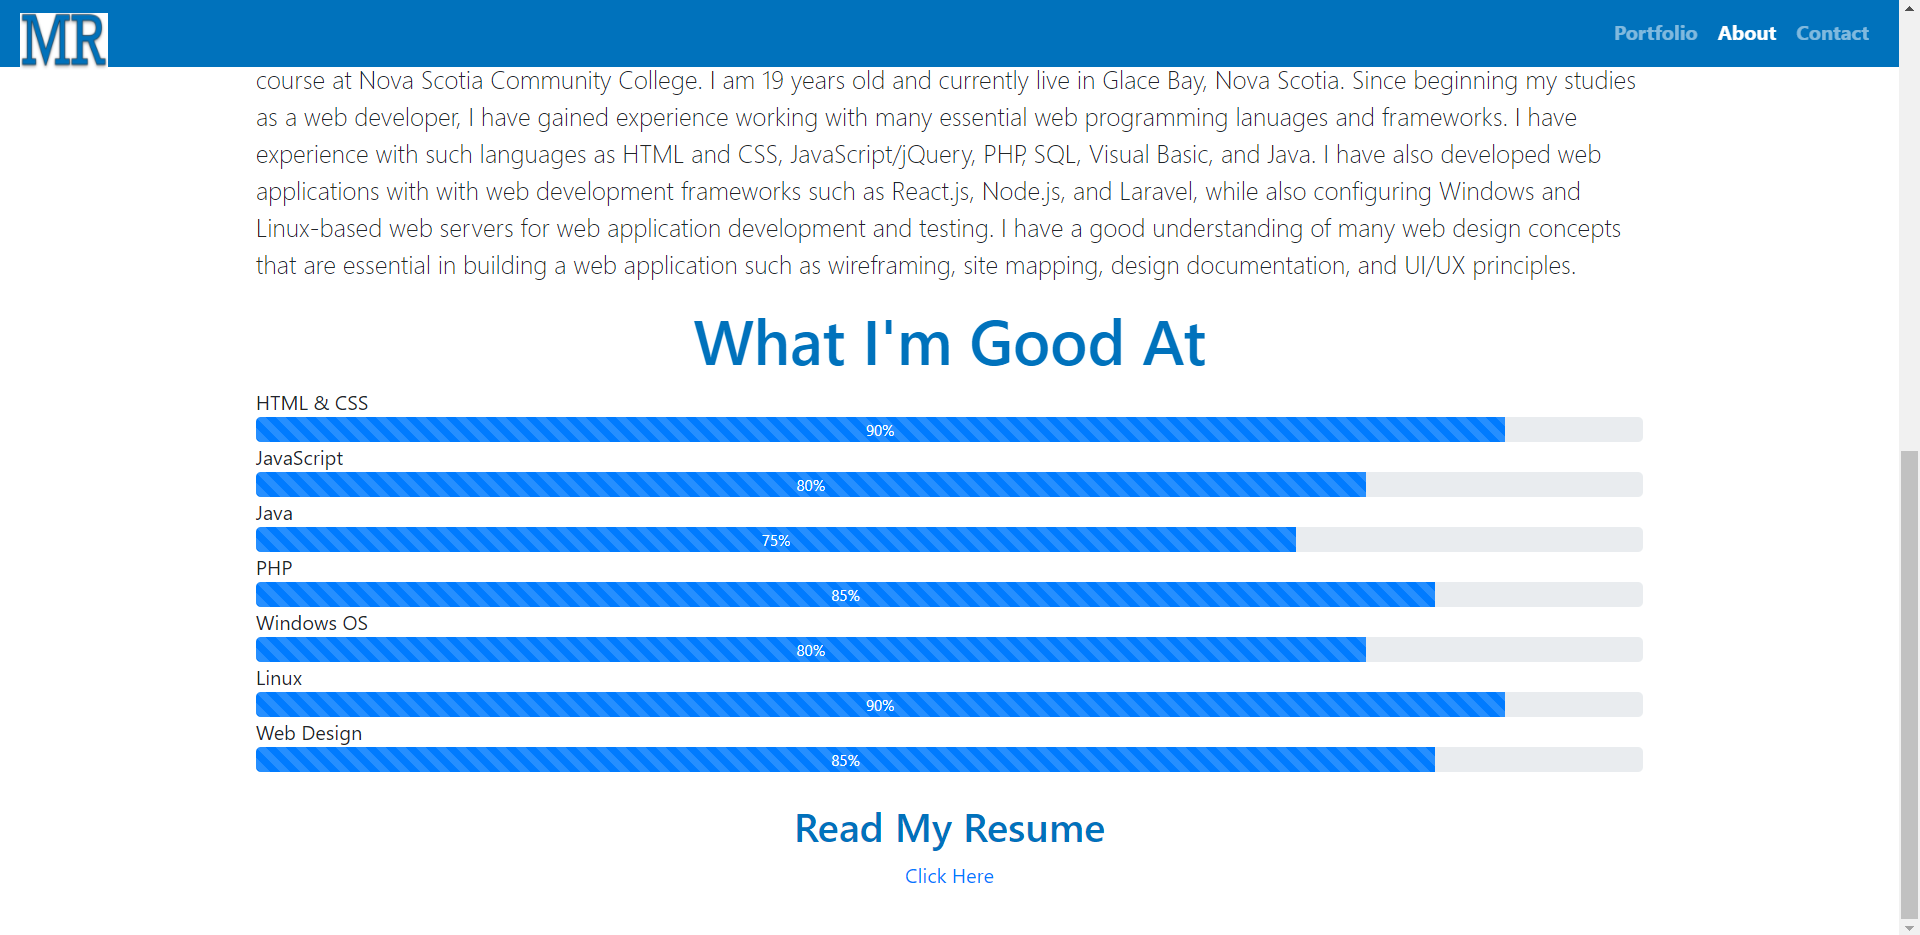 MR
Portfolio About Contact
course at Nova Scotia Community College. I am 19 years old and currently live in Glace Bay, Nova Scotia. Since beginning my studies
as a web developer, I have gained experience working with many essential web programming lanuages and frameworks. I have
experience with such languages as HTML and CSS, JavaScript/jQuery, PHP, SQL, Visual Basic, and Java. I have also developed web
applications with with web development frameworks such as React.js, Node.js, and Laravel, while also configuring Windows and
Linux-based web servers for web application development and testing. I have a good understanding of many web design concepts
that are essential in building a web application such as wireframing, site mapping, design documentation, and UI/UX principles.
What I'm Good At
HTML & CSS
90%
JavaScript
80%
Java
75%
PHP
85%
Windows OS
80%
Linux
90%
Web Design
85%
Read My Resume
Click Here